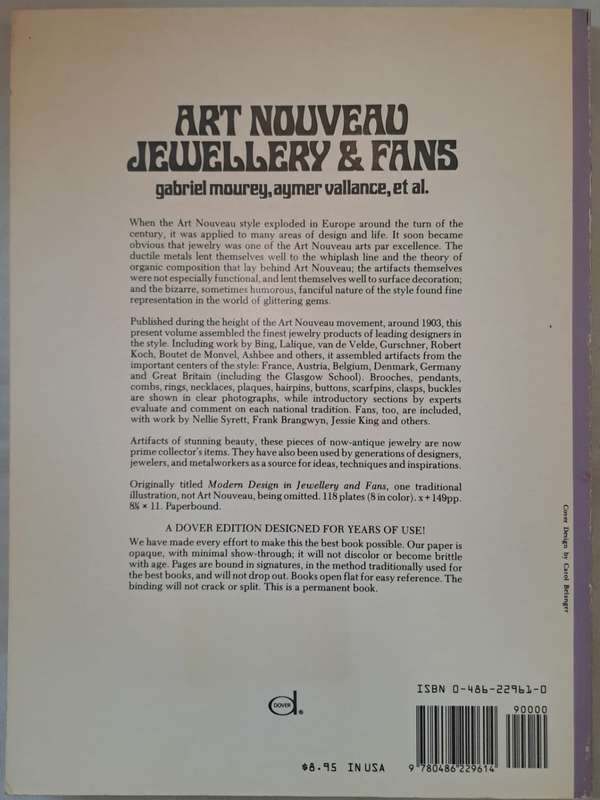 ART NOUVEAU
JEWELLERY & FANS
gabriel mourey, aymer vallance, et al.
When the Art Nouveau style exploded in Europe around the turn of the
century, it was applied to many areas of design and life. It soon became
obvious that jewelry was one of the Art Nouveau arts par excellence. The
ductile metals lent themselves well to the whiplash line and the theory of
organic composition that lay behind Art Nouveau; the artifacts themselves
were not especially functional, and lent themselves well to surface decoration;
and the bizarre, sometimes humorous, fanciful nature of the style found fine
representation in the world of glittering gems.
Published during the height of the Art Nouveau movement, around 1903, this
present volume assembled the finest jewelry products of leading designers in
the style. Including work by Bing, Lalique, van de Velde, Gurschner, Robert
Koch, Boutet de Monvel, Ashbee and others, it assembled artifacts from the
important centers of the style: France, Austria, Belgium, Denmark, Germany
and Great Britain (including the Glasgow School). Brooches, pendants,
combs, rings, necklaces, plaques, hairpins, buttons, scarfpins, clasps, buckles
are shown in clear photographs, while introductory sections by experts
evaluate and comment on each national tradition. Fans, too, are included,
with work by Nellie Syrett, Frank Brangwyn, Jessie King and others.
Artifacts of stunning beauty, these pieces of now-antique jewelry are now
prime collector's items. They have also been used by generations of designers,
jewelers, and metalworkers as a source for ideas, techniques and inspirations.
Originally titled Modern Design in Jewellery and Fans, one traditional
illustration, not Art Nouveau, being omitted. 118 plates (8 in color). x + 149pp.
8⅜ × 11. Paperbound.
A DOVER EDITION DESIGNED FOR YEARS OF USE!
We have made every effort to make this the best book possible. Our paper is
opaque, with minimal show-through; it will not discolor or become brittle
with age. Pages are bound in signatures, in the method traditionally used for
the best books, and will not drop out. Books open flat for easy reference. The
binding will not crack or split. This is a permanent book.
Cover Design by Carol Belanger
ISBN 0-486-22961-0
90000
DOVER ®
$8.95 IN USA
9 780486 229614